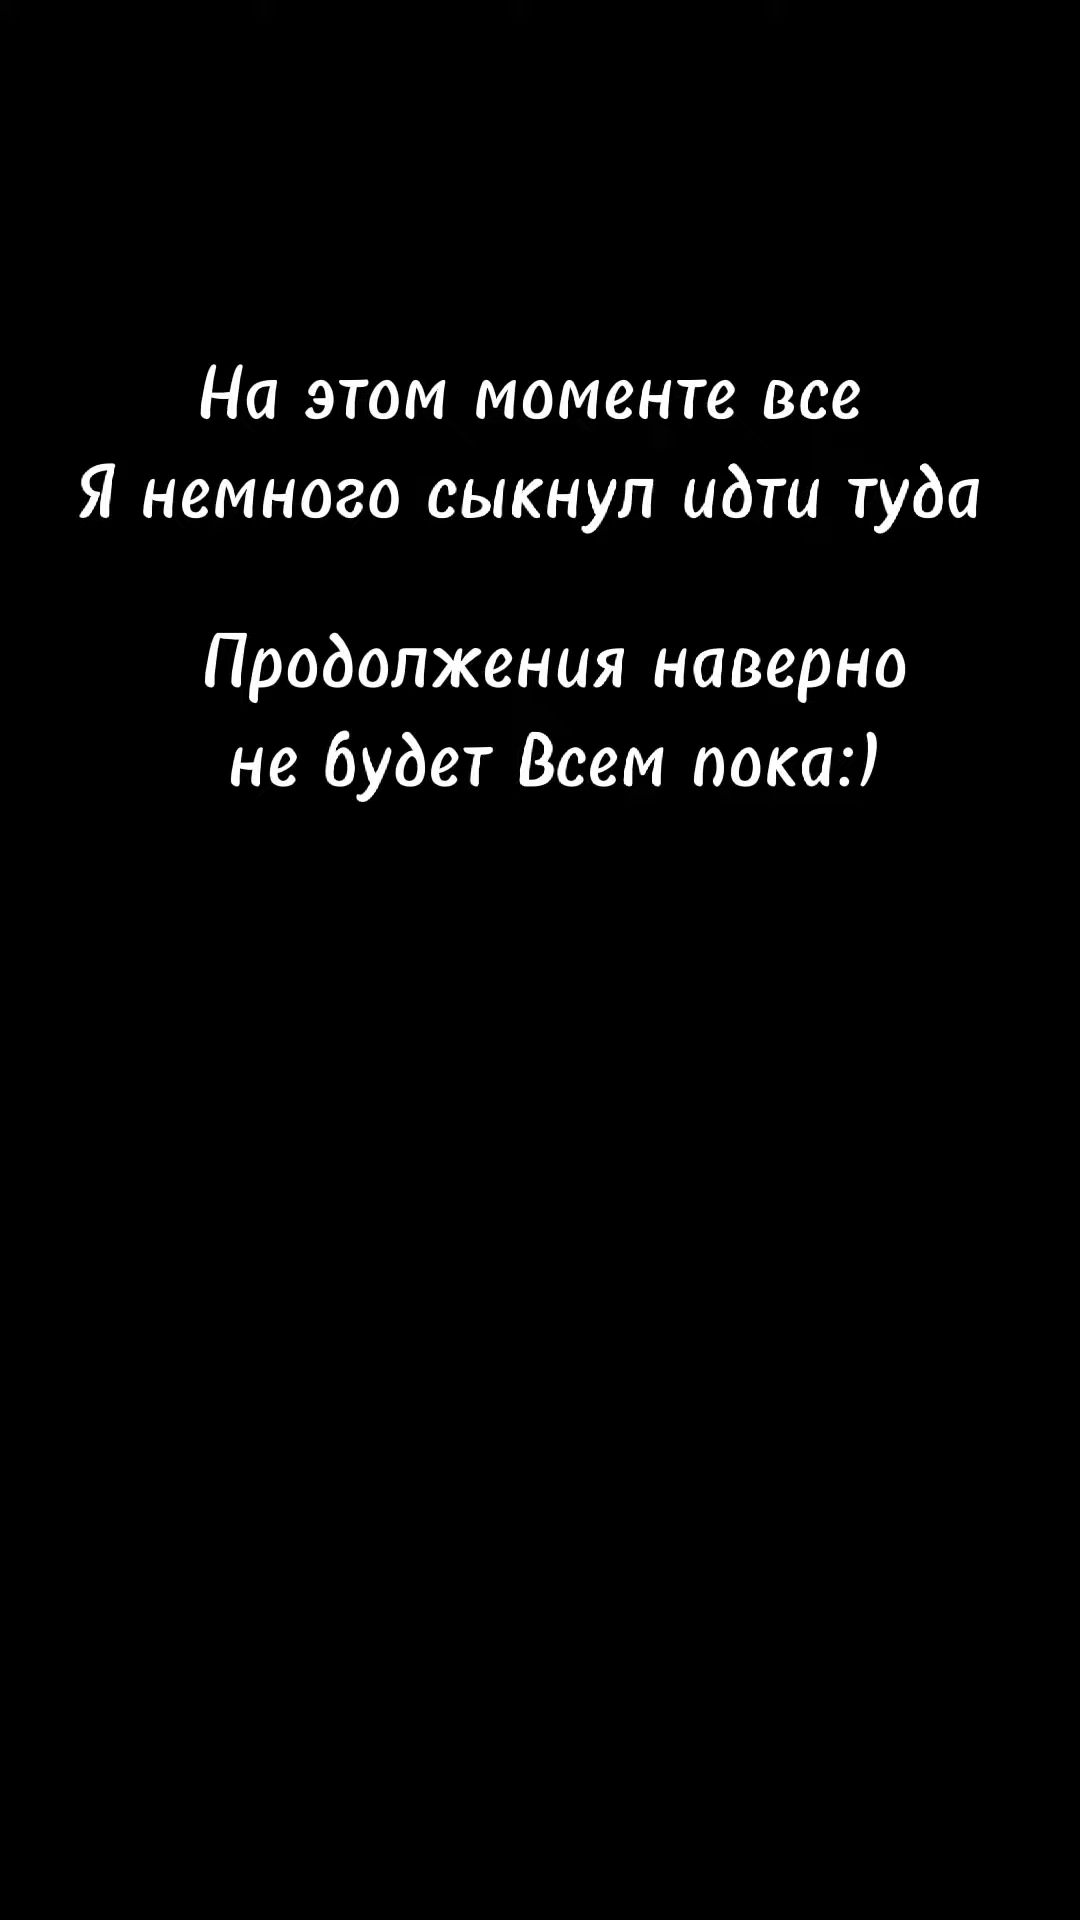 На этом моменте все
Я немного сыкнул идти туда
Продолжения наверно
не будет Всем пока:)